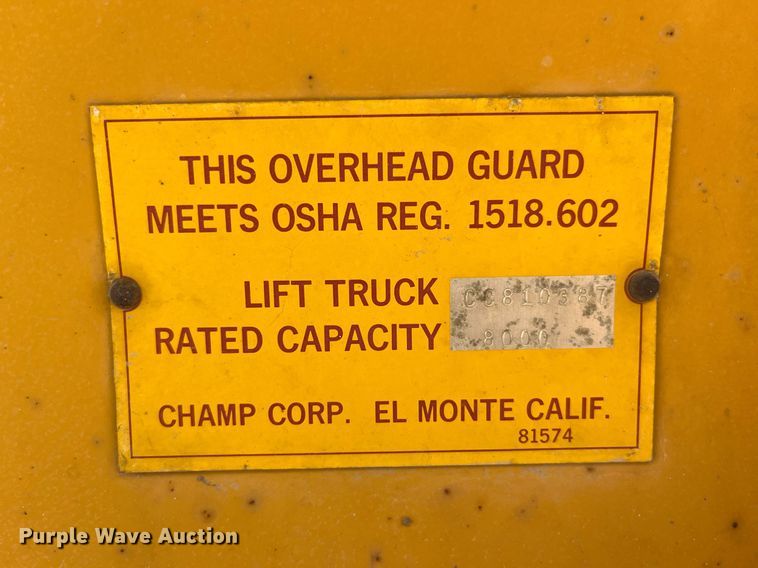 THIS OVERHEAD GUARD
MEETS OSHA REG. 1518.602
LIFT TRUCK
RATED CAPACITY 8000
CHAMP CORP. EL MONTE CALIF.
81574
Purple Wave Auction